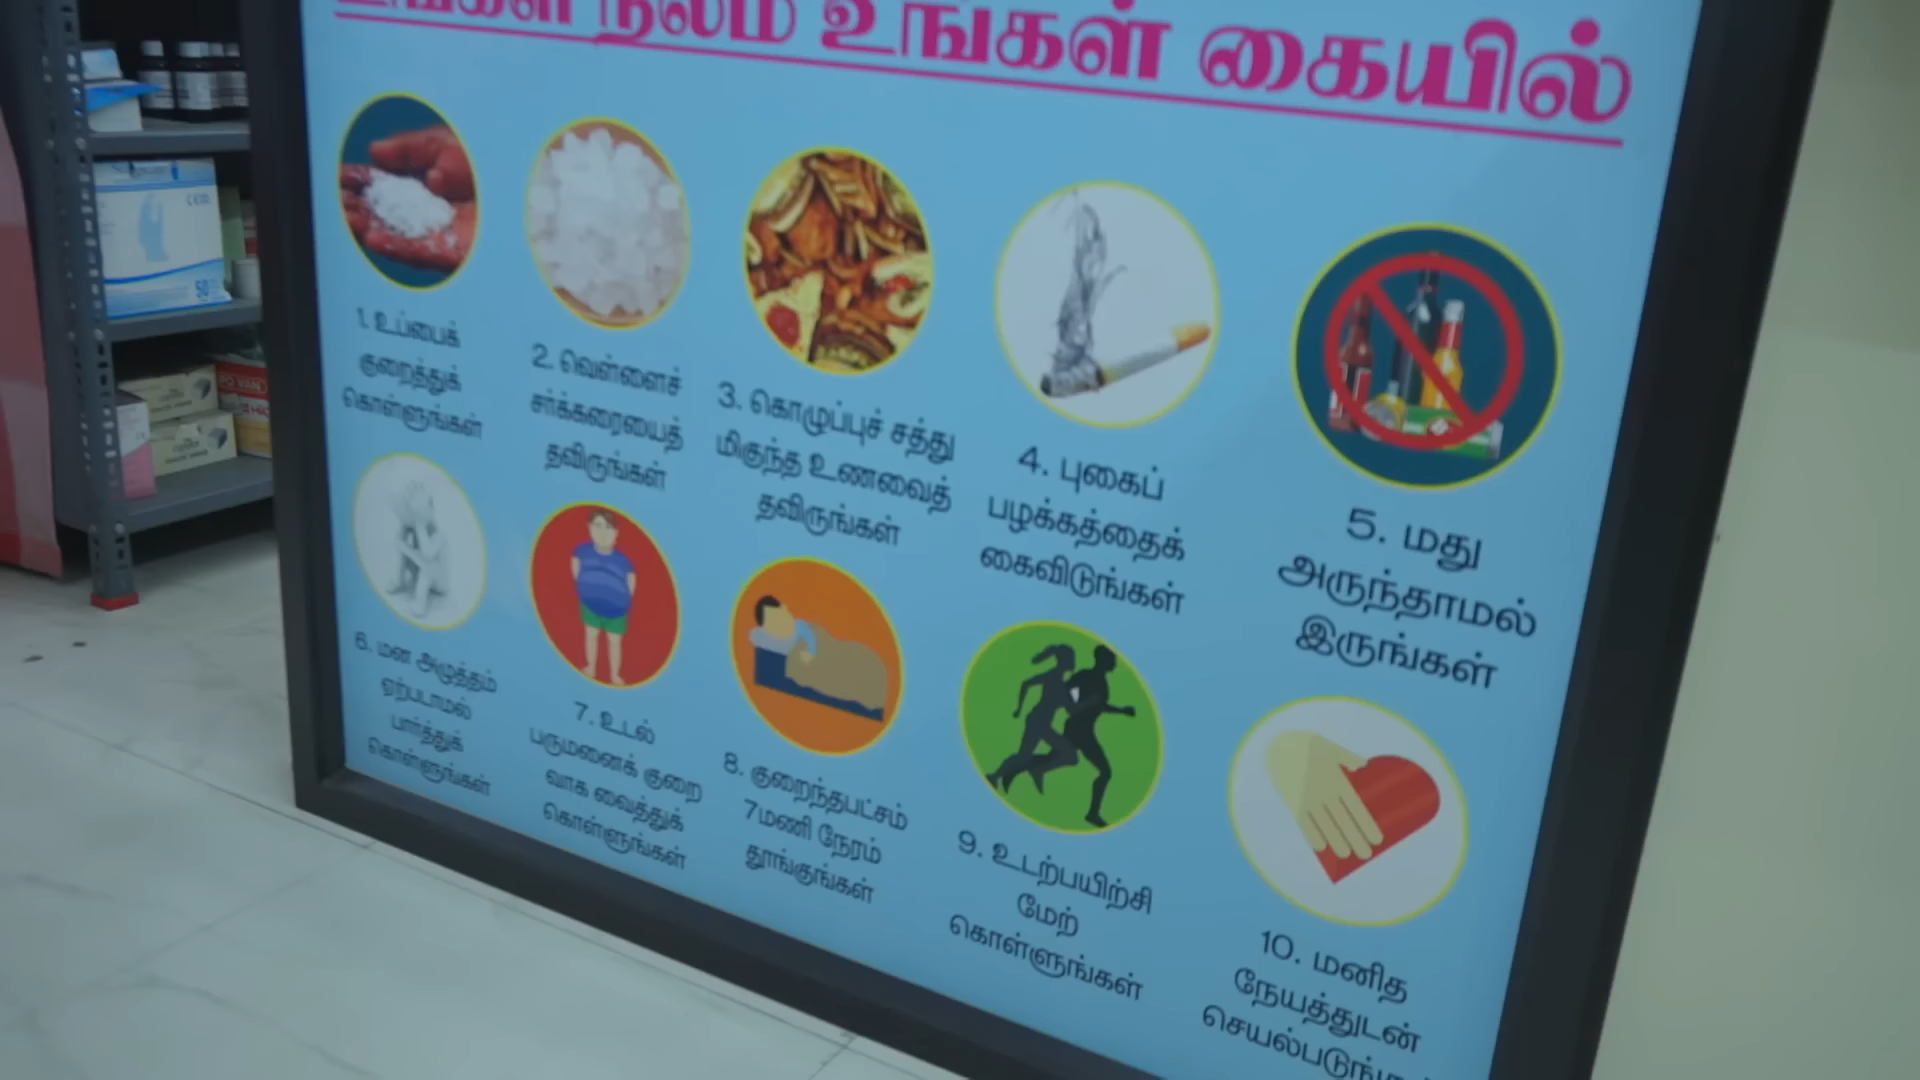 உங்கள் நலம் உங்கள் கையில்
1. உப்பைக்
குறைத்துக்
கொள்ளுங்கள்
2. வெள்ளைச்
சர்க்கரையைத்
தவிருங்கள்
3. கொழுப்புச் சத்து
மிகுந்த உணவைத்
தவிருங்கள்
4. புகைப்
பழக்கத்தைக்
கைவிடுங்கள்
5. மது
அருந்தாமல்
இருங்கள்
6. மன அழுத்தம்
ஏற்படாமல்
பார்த்துக்
கொள்ளுங்கள்
7. உடல்
பருமனைக் குறை
வாக வைத்துக்
கொள்ளுங்கள்
8. குறைந்தபட்சம்
7மணி நேரம்
தூங்குங்கள்
9. உடற்பயிற்சி
மேற்
கொள்ளுங்கள்
10. மனித
நேயத்துடன்
50